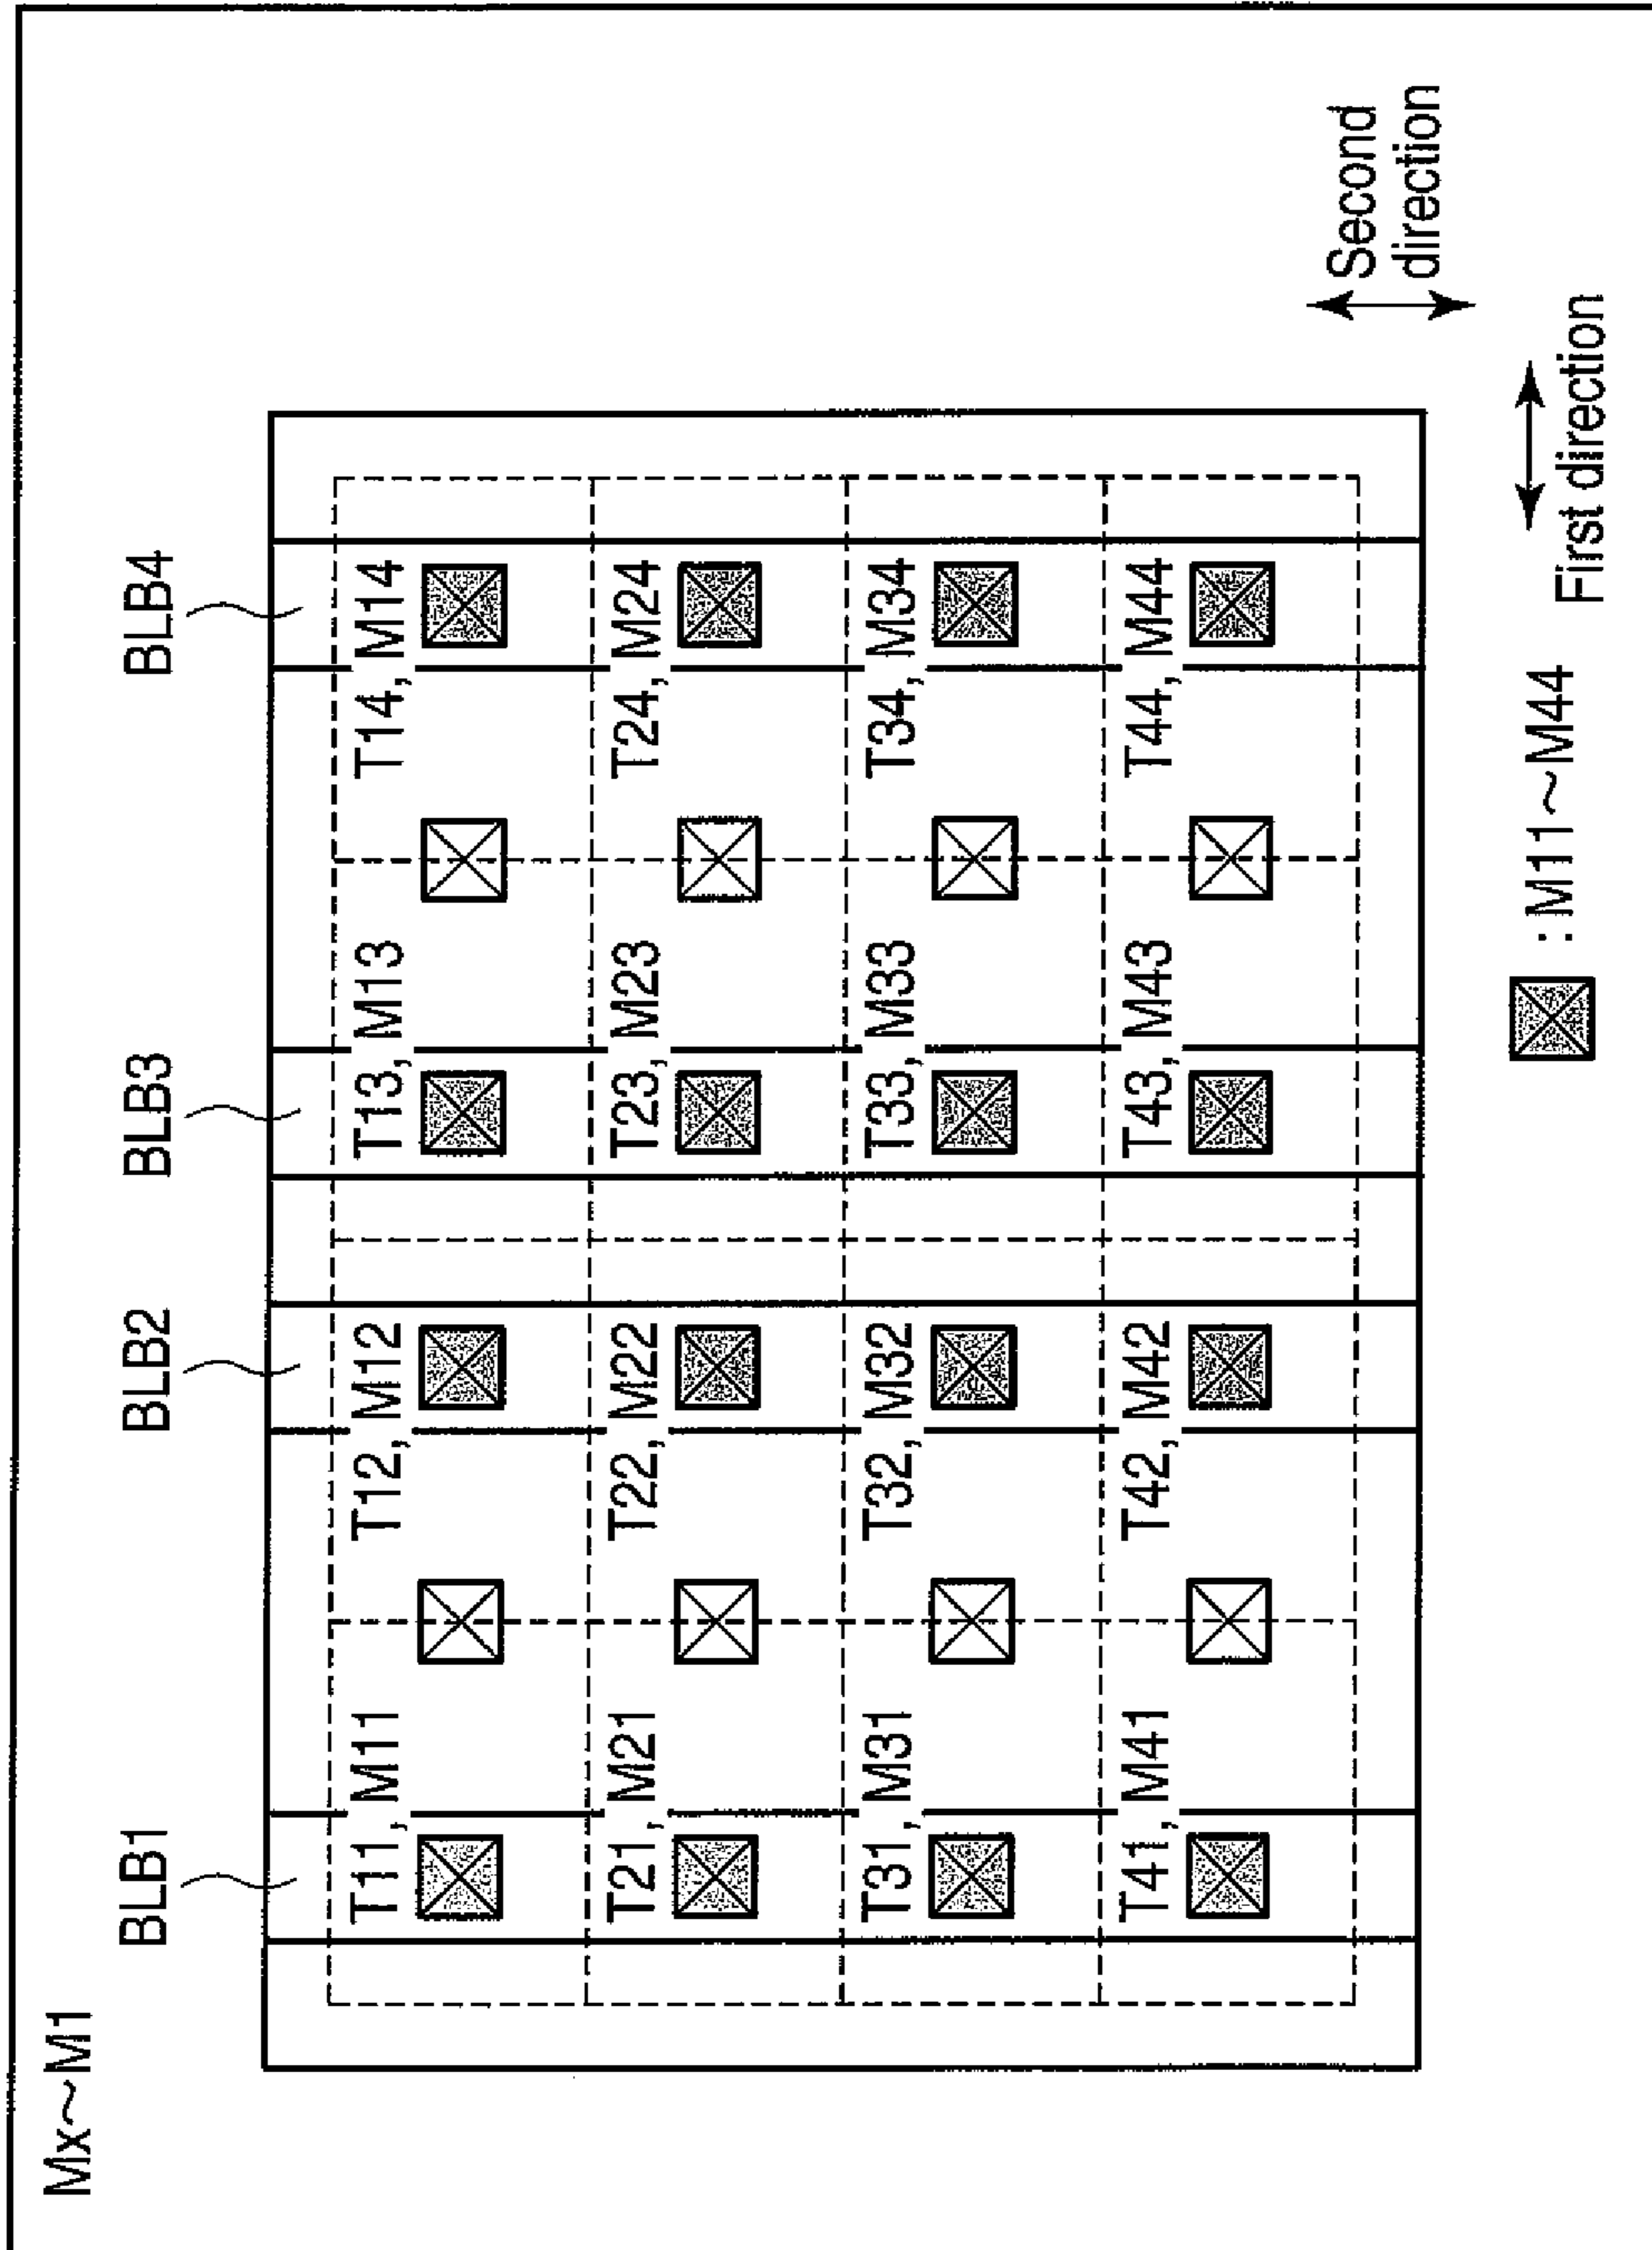 Mx~M1
BLB1 BLB2 BLB3 BLB4
T11, M11 T12, M12 T13, M13 T14, M14
T21, M21 T22, M22 T23, M23 T24, M24
T31, M31 T32, M32 T33, M33 T34, M34
T41, M41 T42, M42 T43, M43 T44, M44
Second
direction
: M11~M44
First direction